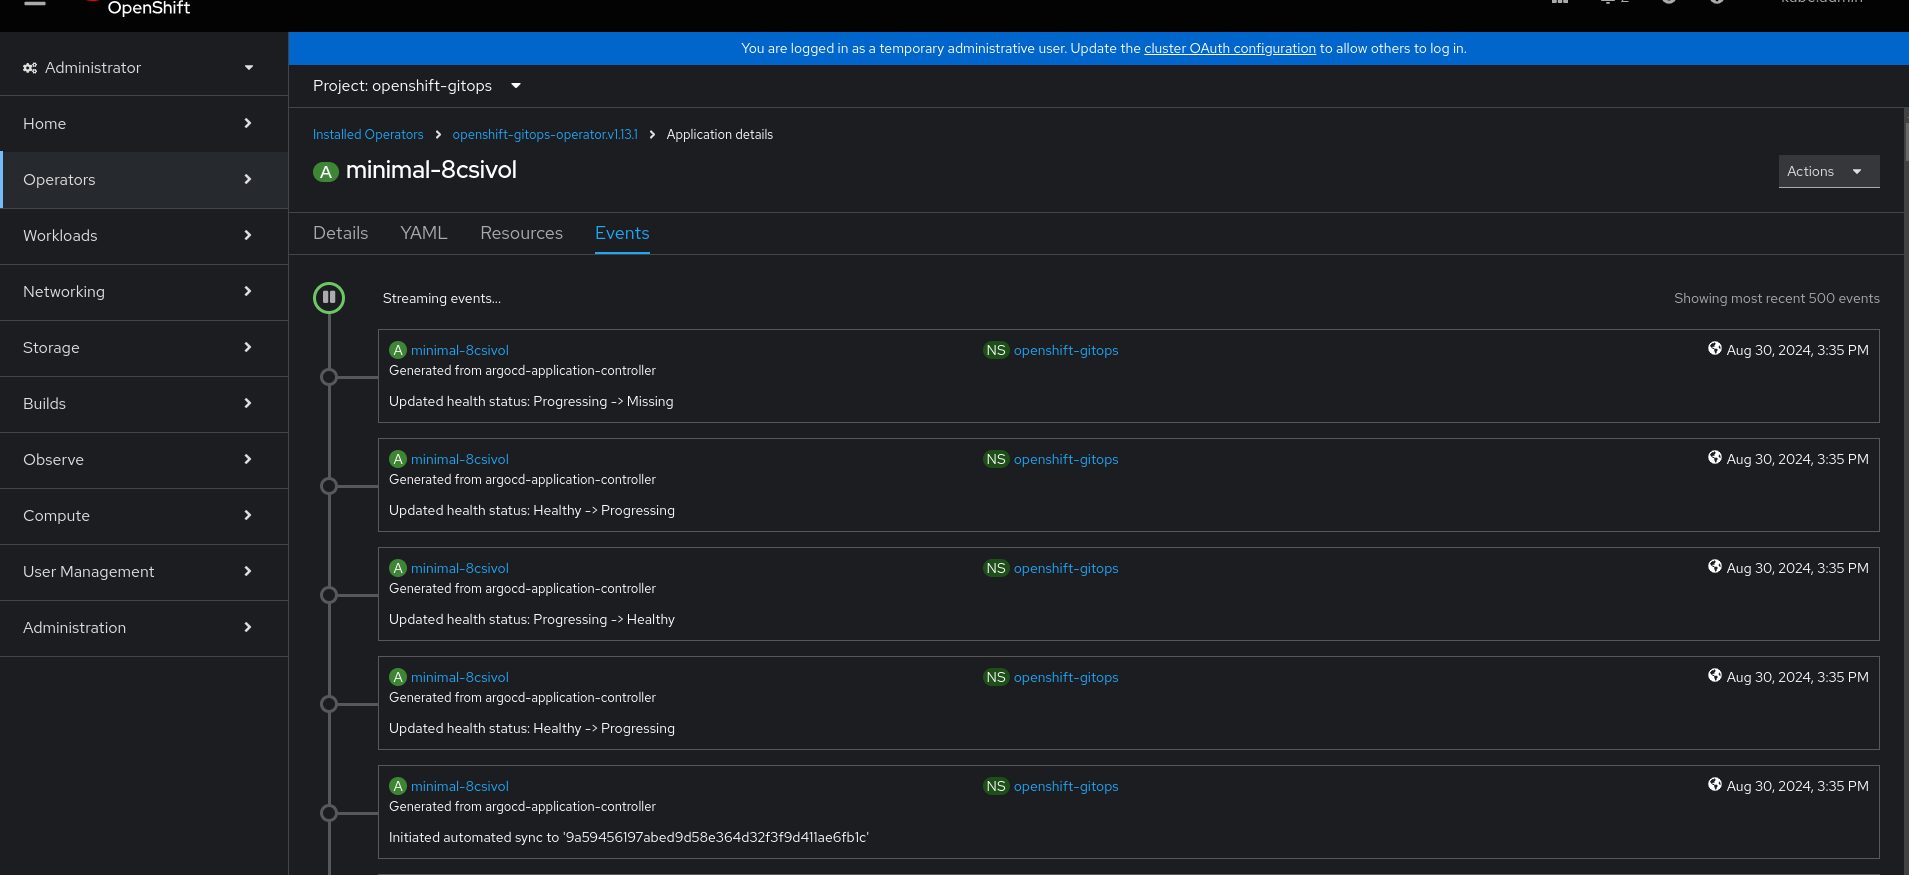 OpenShift
You are logged in as a temporary administrative user. Update the cluster OAuth configuration to allow others to log in.
Administrator
Home
Operators
Workloads
Networking
Storage
Builds
Observe
Compute
User Management
Administration
Project: openshift-gitops
Installed Operators > openshift-gitops-operator.v1.13.1 > Application details
A minimal-8csivol
Actions
Details YAML Resources Events
Streaming events...
Showing most recent 500 events
A minimal-8csivol NS openshift-gitops Aug 30, 2024, 3:35 PM
Generated from argocd-application-controller
Updated health status: Progressing -> Missing
A minimal-8csivol NS openshift-gitops Aug 30, 2024, 3:35 PM
Generated from argocd-application-controller
Updated health status: Healthy -> Progressing
A minimal-8csivol NS openshift-gitops Aug 30, 2024, 3:35 PM
Generated from argocd-application-controller
Updated health status: Progressing -> Healthy
A minimal-8csivol NS openshift-gitops Aug 30, 2024, 3:35 PM
Generated from argocd-application-controller
Updated health status: Healthy -> Progressing
A minimal-8csivol NS openshift-gitops Aug 30, 2024, 3:35 PM
Generated from argocd-application-controller
Initiated automated sync to '9a59456197abed9d58e364d32f3f9d411ae6fb1c'